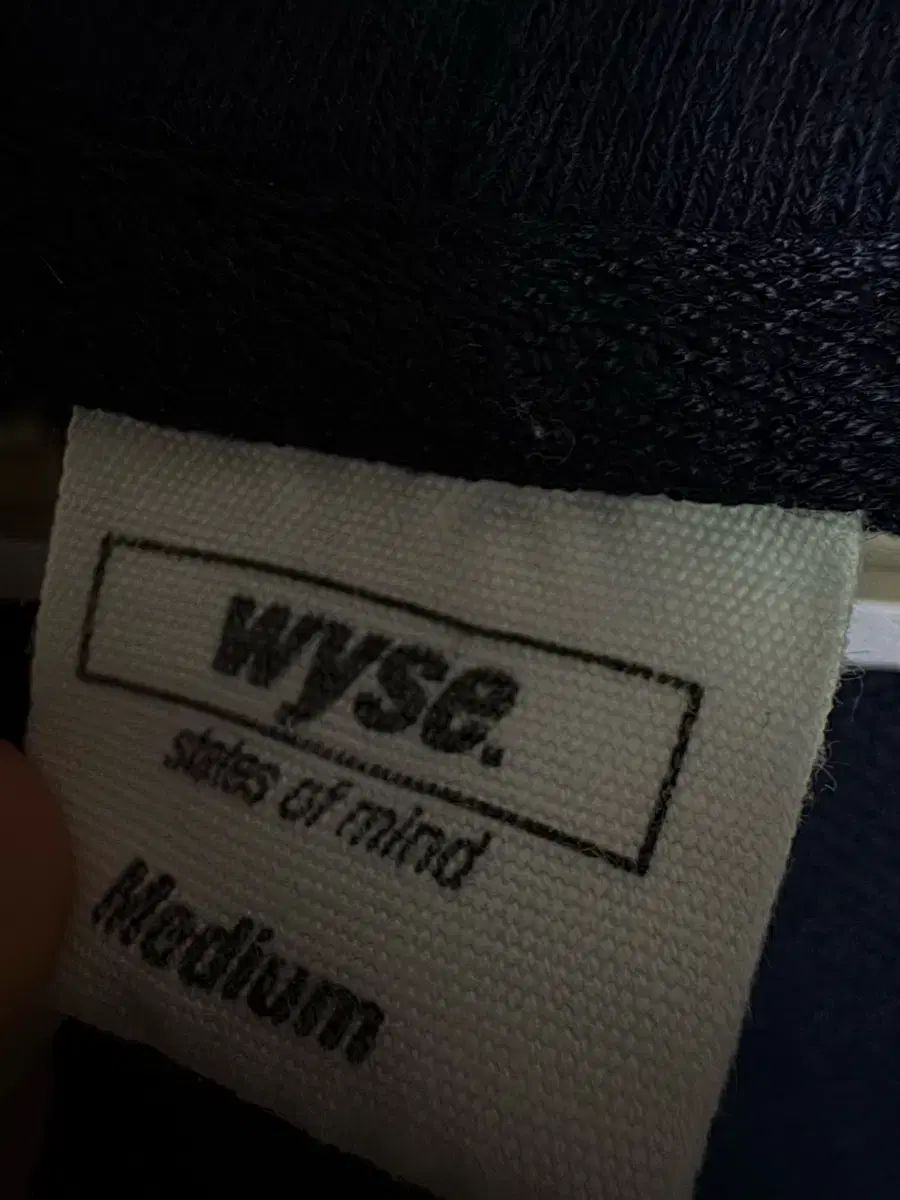 wyse.
states of mind
Medium